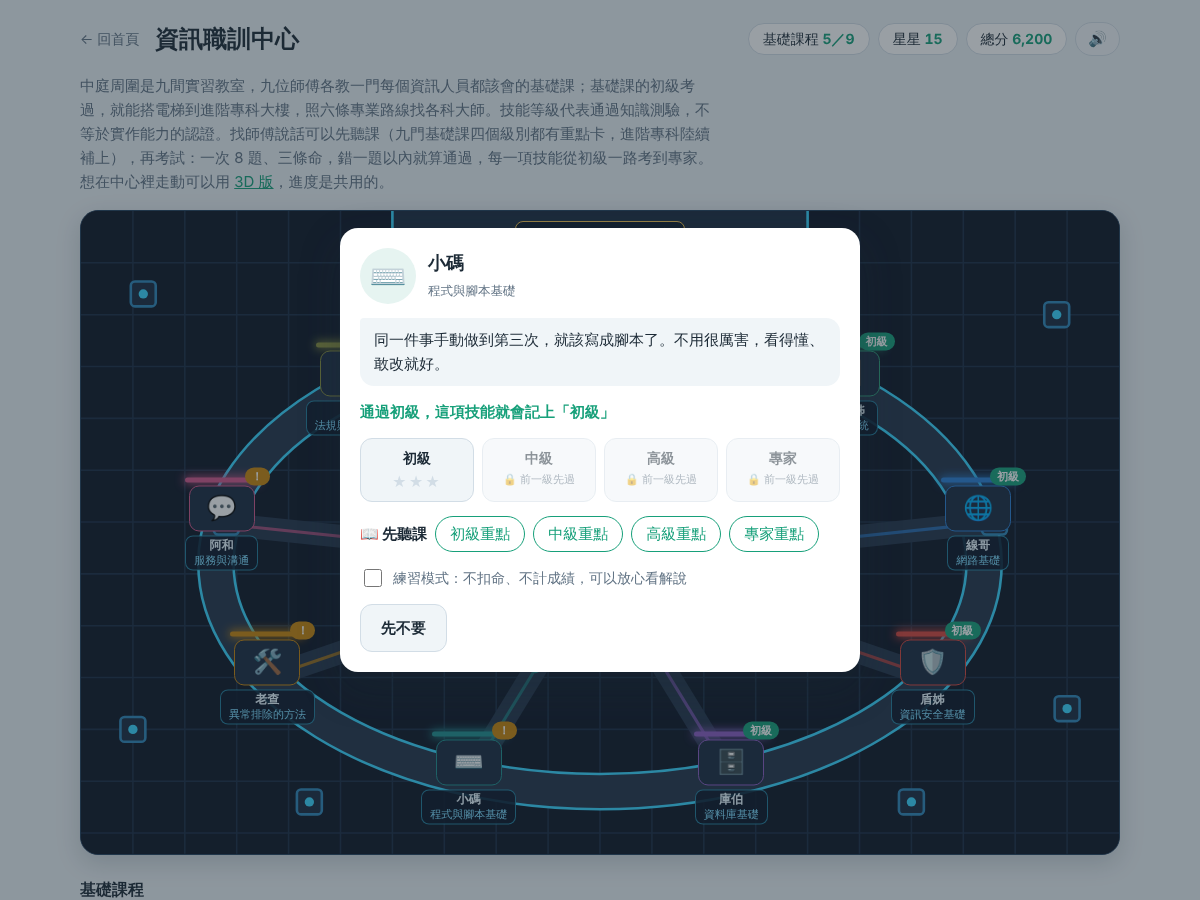 ← 回首頁
資訊職訓中心
基礎課程 5／9
星星 15
總分 6,200
中庭周圍是九間實習教室，九位師傅各教一門每個資訊人員都該會的基礎課；基礎課的初級考
過，就能搭電梯到進階專科大樓，照六條專業路線找各科大師。技能等級代表通過知識測驗，不
等於實作能力的認證。找師傅說話可以先聽課（九門基礎課四個級別都有重點卡，進階專科陸續
補上），再考試：一次 8 題、三條命，錯一題以內就算通過，每一項技能從初級一路考到專家。
想在中心裡走動可以用 3D 版，進度是共用的。
小碼
程式與腳本基礎
同一件事手動做到第三次，就該寫成腳本了。不用很厲害，看得懂、
敢改就好。
通過初級，這項技能就會記上「初級」
初級
★★★
中級
🔒 前一級先過
高級
🔒 前一級先過
專家
🔒 前一級先過
📖 先聽課
初級重點
中級重點
高級重點
專家重點
練習模式：不扣命、不計成績，可以放心看解說
先不要
初級
法規
統
!
阿和
服務與溝通
初級
線哥
網路基礎
!
老查
異常排除的方法
初級
盾姊
資訊安全基礎
!
小碼
程式與腳本基礎
初級
庫伯
資料庫基礎
基礎課程